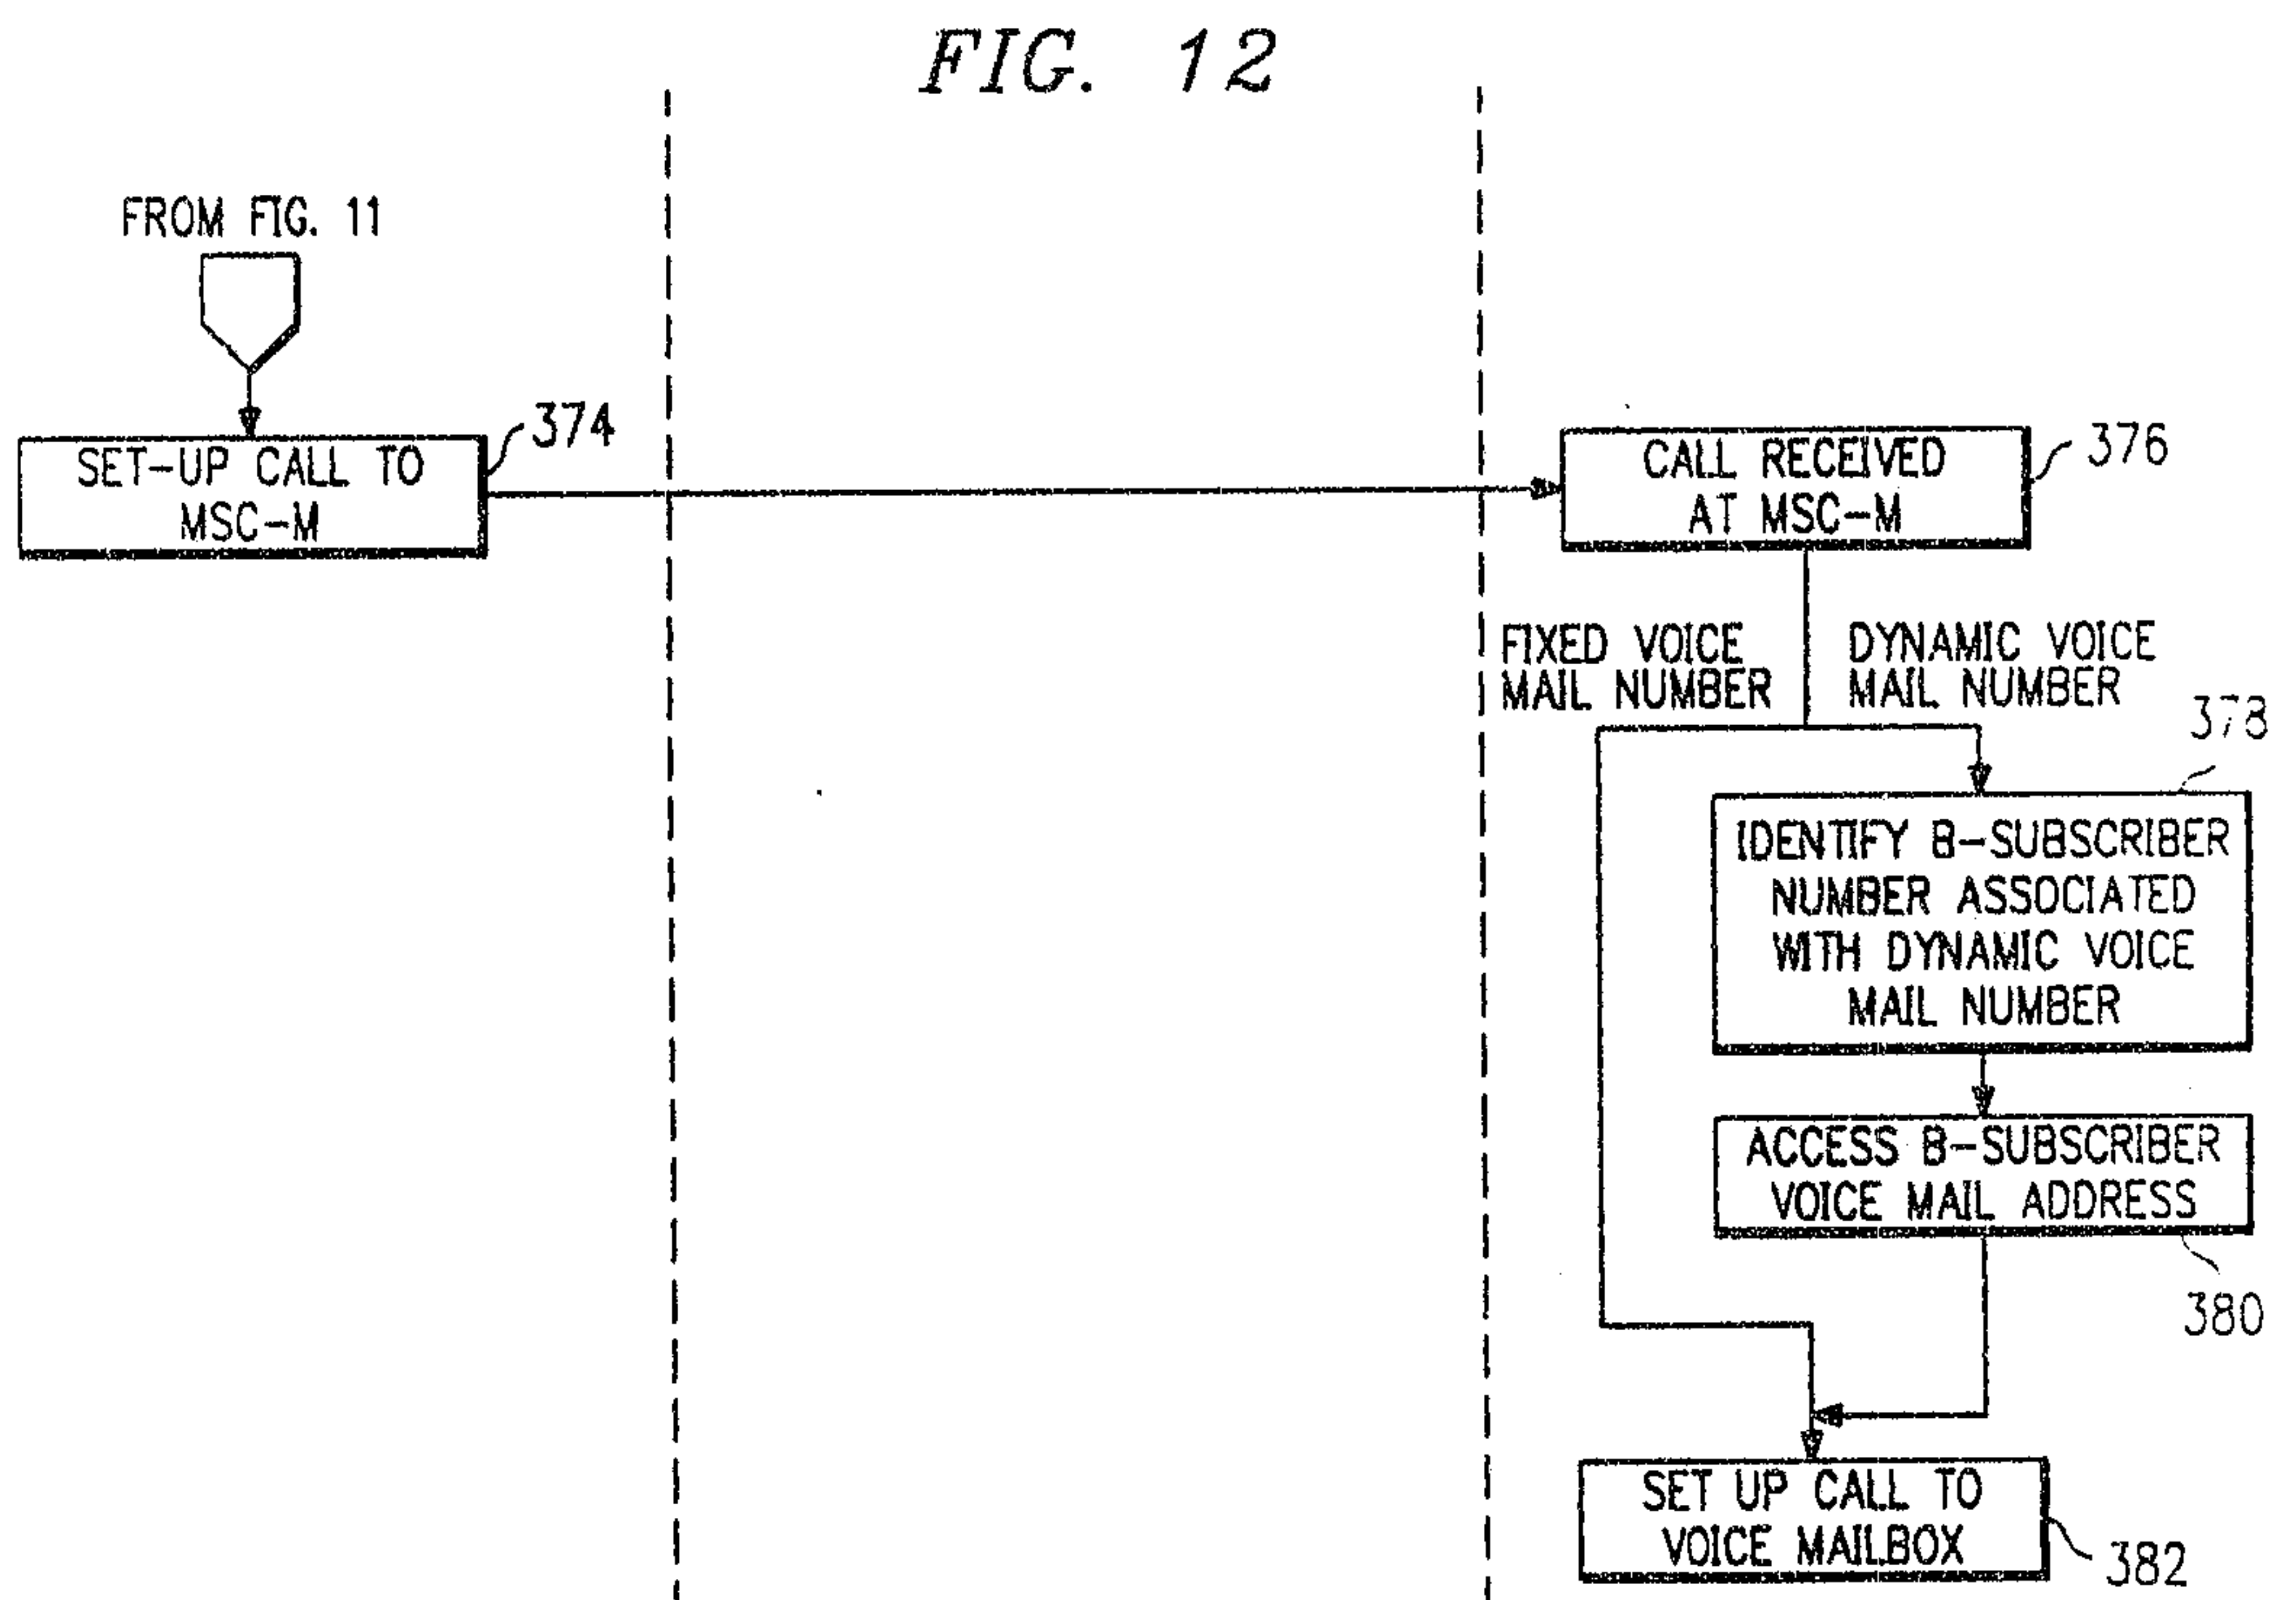 FIG. 12
FROM FIG. 11
374
SET-UP CALL TO
MSC-M
376
CALL RECEIVED
AT MSC-M
FIXED VOICE
MAIL NUMBER
DYNAMIC VOICE
MAIL NUMBER
378
IDENTIFY B-SUBSCRIBER
NUMBER ASSOCIATED
WITH DYNAMIC VOICE
MAIL NUMBER
ACCESS B-SUBSCRIBER
VOICE MAIL ADDRESS
380
SET UP CALL TO
VOICE MAILBOX
382